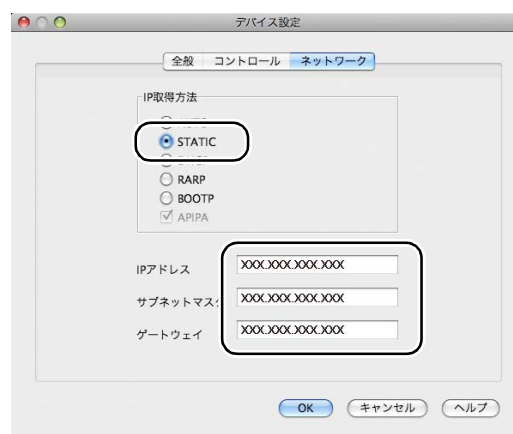 デバイス設定
全般 コントロール ネットワーク
IP取得方法
STATIC
RARP
BOOTP
APIPA
IPアドレス XXX.XXX.XXX.XXX
サブネットマスク XXX.XXX.XXX.XXX
ゲートウェイ XXX.XXX.XXX.XXX
OK キャンセル ヘルプ